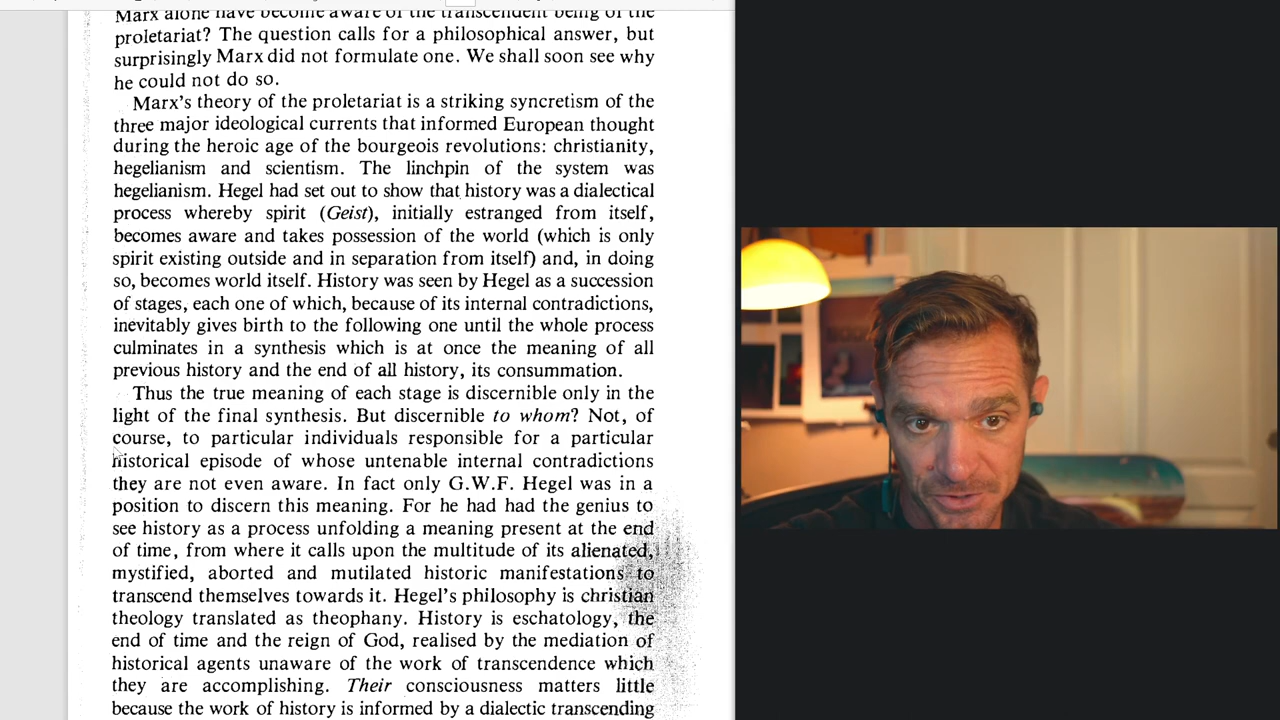 Marx alone have become aware of the transcendent being of the
proletariat? The question calls for a philosophical answer, but
surprisingly Marx did not formulate one. We shall soon see why
he could not do so.
Marx's theory of the proletariat is a striking syncretism of the
three major ideological currents that informed European thought
during the heroic age of the bourgeois revolutions: christianity,
hegelianism and scientism. The linchpin of the system was
hegelianism. Hegel had set out to show that history was a dialectical
process whereby spirit (Geist), initially estranged from itself,
becomes aware and takes possession of the world (which is only
spirit existing outside and in separation from itself) and, in doing
so, becomes world itself. History was seen by Hegel as a succession
of stages, each one of which, because of its internal contradictions,
inevitably gives birth to the following one until the whole process
culminates in a synthesis which is at once the meaning of all
previous history and the end of all history, its consummation.
Thus the true meaning of each stage is discernible only in the
light of the final synthesis. But discernible to whom? Not, of
course, to particular individuals responsible for a particular
historical episode of whose untenable internal contradictions
they are not even aware. In fact only G.W.F. Hegel was in a
position to discern this meaning. For he had had the genius to
see history as a process unfolding a meaning present at the end
of time, from where it calls upon the multitude of its alienated,
mystified, aborted and mutilated historic manifestations to
transcend themselves towards it. Hegel's philosophy is christian
theology translated as theophany. History is eschatology, the
end of time and the reign of God, realised by the mediation of
historical agents unaware of the work of transcendence which
they are accomplishing. Their consciousness matters little
because the work of history is informed by a dialectic transcending